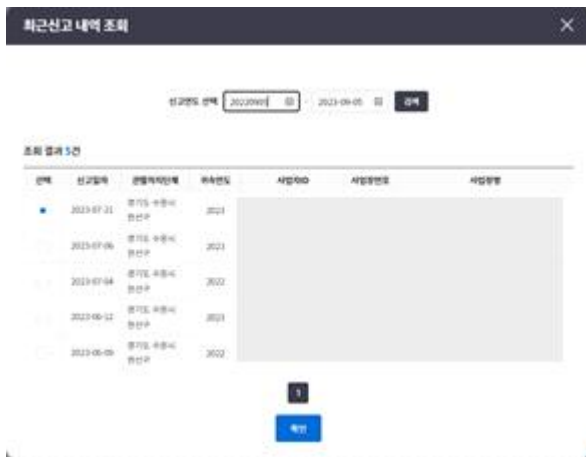 최근신고 내역 조회
신고연도 선택 20220905 - 2023-09-05 검색
조회 결과 5건
선택 신고일자 관할자치단체 귀속연도 사업자ID 사업장번호 사업장명
2023-07-21 경기도 수원시 권선구 2023
2023-07-06 경기도 수원시 권선구 2023
2023-07-04 경기도 수원시 권선구 2022
2023-06-12 경기도 수원시 권선구 2023
2023-06-09 경기도 수원시 권선구 2022
1
확인